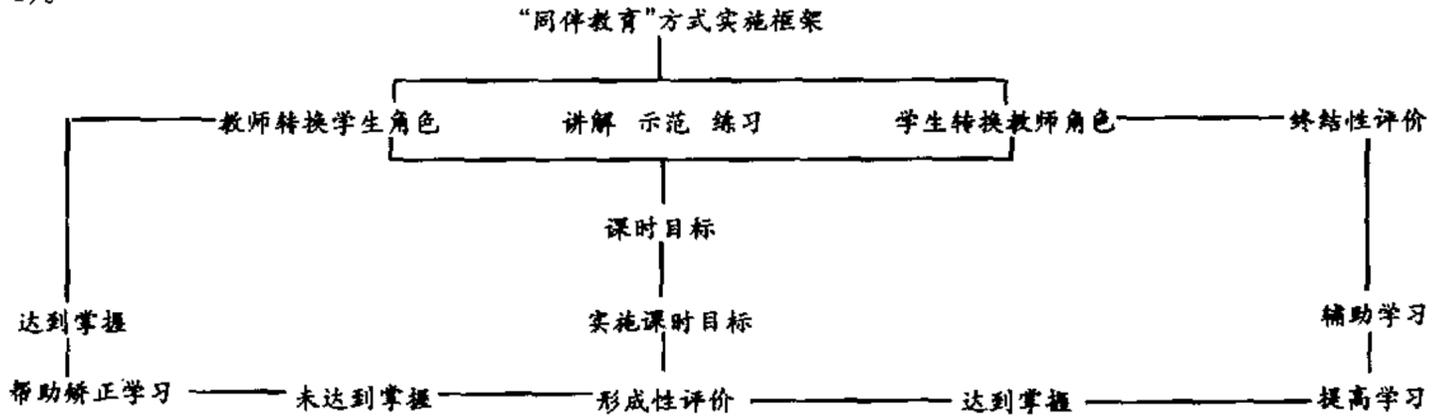 “同伴教育”方式实施框架
教师转换学生角色 讲解 示范 练习 学生转换教师角色 终结性评价
课时目标
达到掌握 实施课时目标 辅助学习
帮助矫正学习 未达到掌握 形成性评价 达到掌握 提高学习